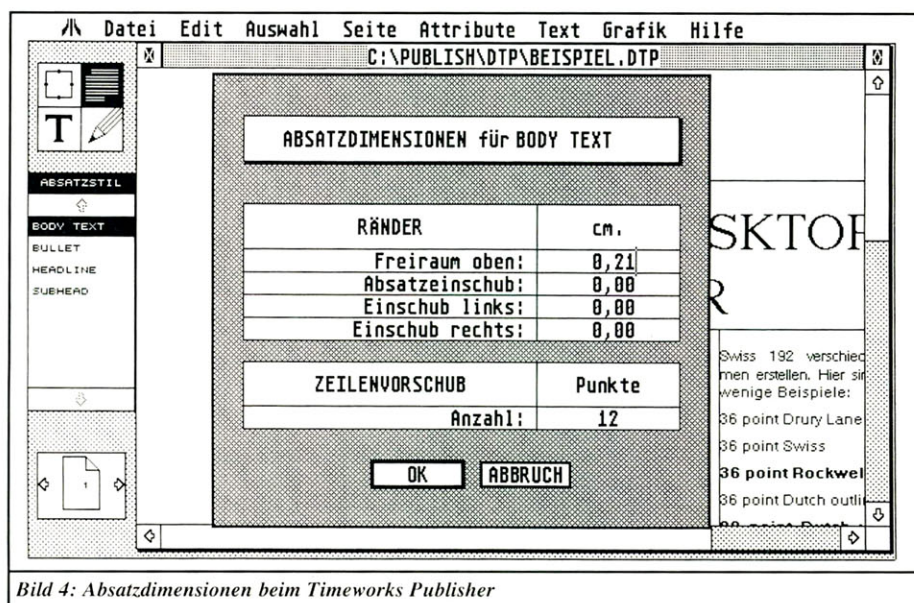 Datei Edit Auswahl Seite Attribute Text Grafik Hilfe
C:\PUBLISH\DTP\BEISPIEL.DTP
T
ABSATZSTIL
BODY TEXT
BULLET
HEADLINE
SUBHEAD
1
ABSATZDIMENSIONEN für BODY TEXT
RÄNDER cm.
Freiraum oben: 0,21
Absatzeinschub: 0,00
Einschub links: 0,00
Einschub rechts: 0,00
ZEILENVORSCHUB Punkte
Anzahl: 12
OK ABBRUCH
SKTOP
R
Swiss 192 verschied
men erstellen. Hier sin
wenige Beispiele:
36 point Drury Lane
36 point Swiss
36 point Rockwel
36 point Dutch outli
Bild 4: Absatzdimensionen beim Timeworks Publisher